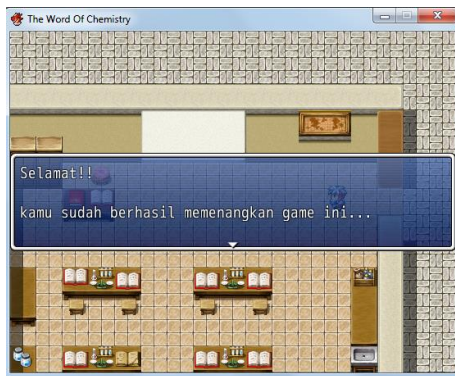 The Word Of Chemistry
Selamat!!
kamu sudah berhasil memenangkan game ini...